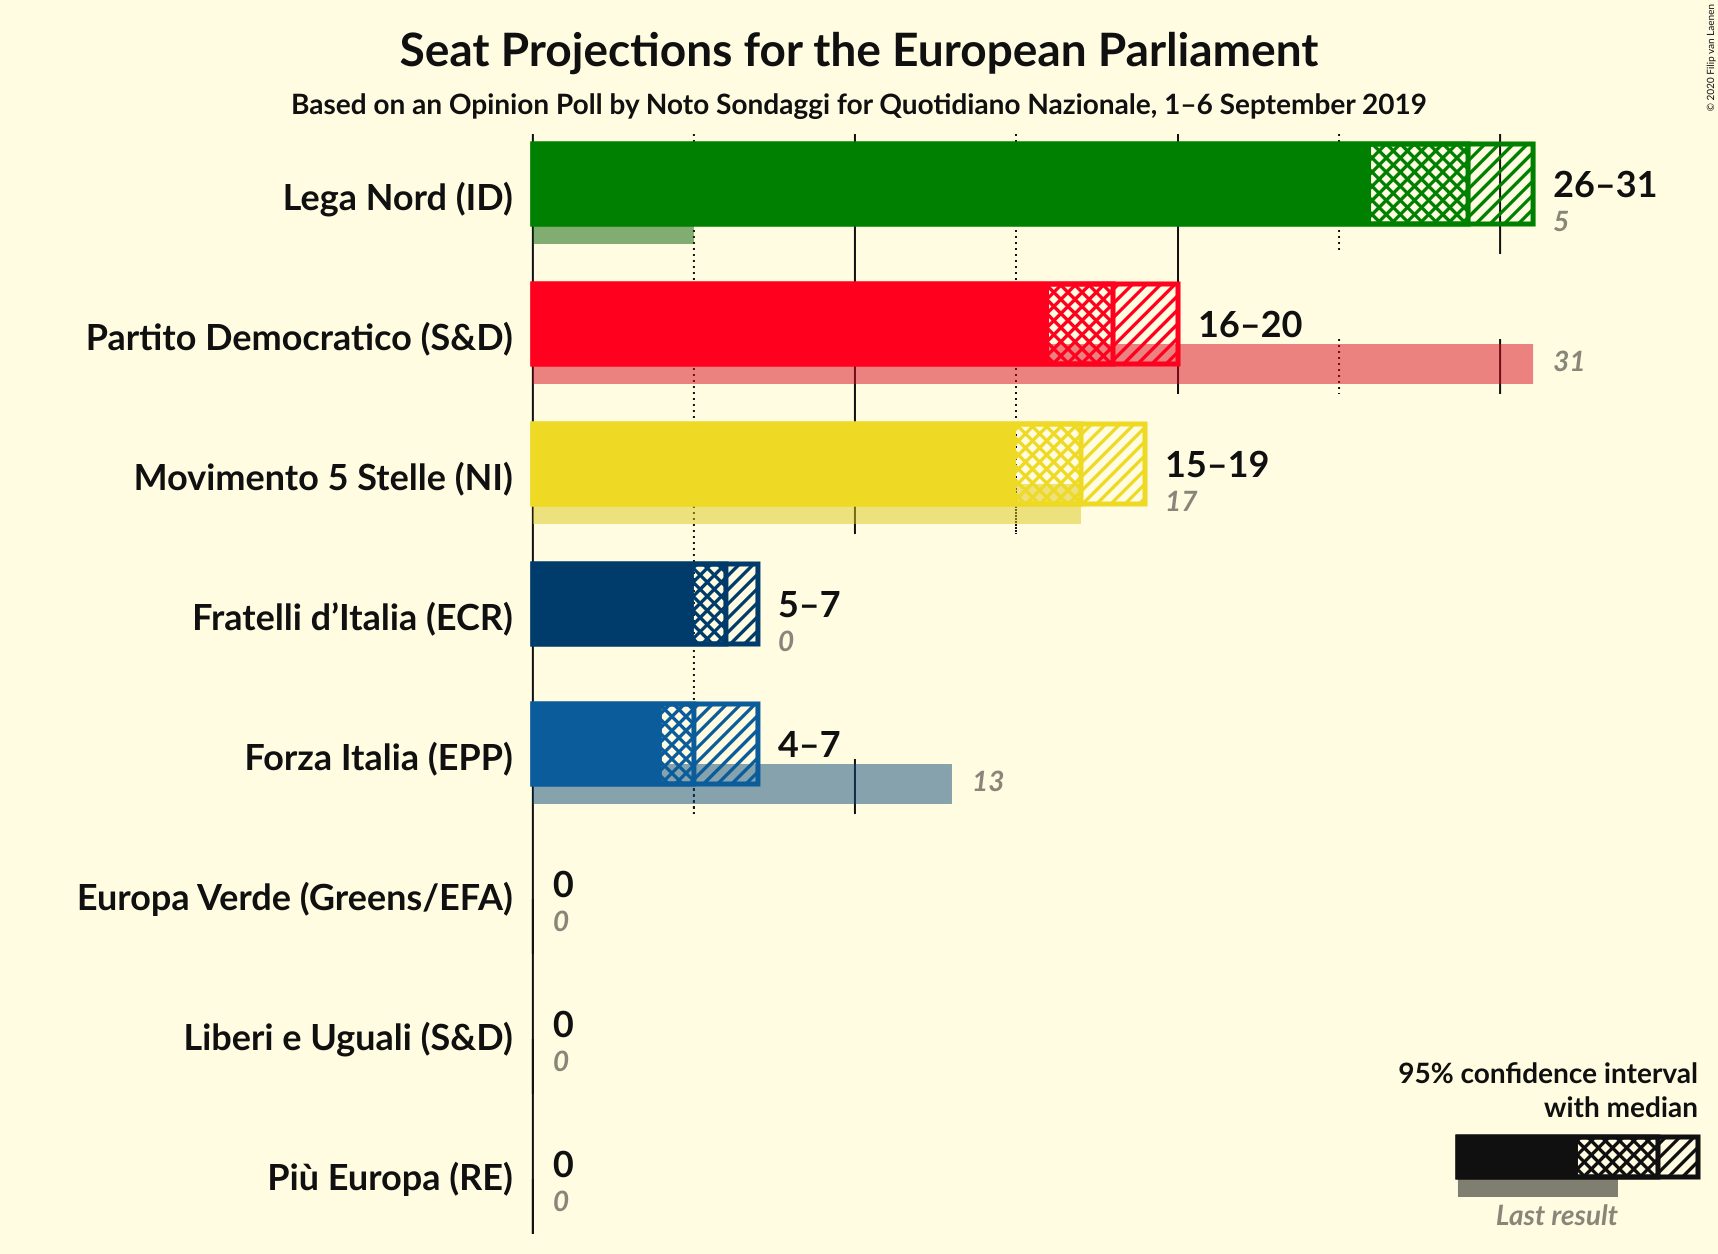 Seat Projections for the European Parliament
Based on an Opinion Poll by Noto Sondaggi for Quotidiano Nazionale, 1–6 September 2019
© 2020 Filip van Laenen
Lega Nord (ID)
26–31
5
Partito Democratico (S&D)
16–20
31
Movimento 5 Stelle (NI)
15–19
17
Fratelli d’Italia (ECR)
5–7
0
Forza Italia (EPP)
4–7
13
Europa Verde (Greens/EFA)
0
0
Liberi e Uguali (S&D)
0
0
Più Europa (RE)
0
0
95% confidence interval
with median
Last result